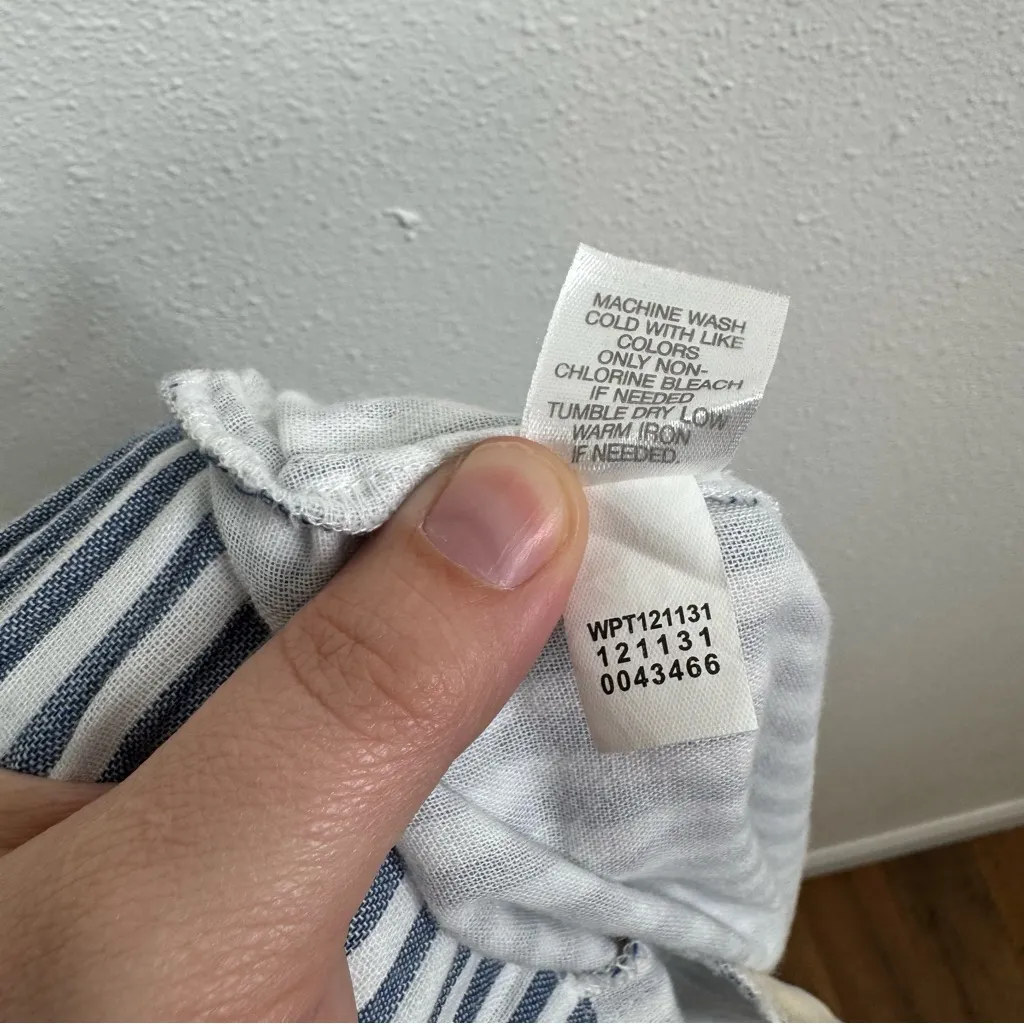 MACHINE WASH
COLD WITH LIKE
COLORS
ONLY NON-
CHLORINE BLEACH
IF NEEDED
TUMBLE DRY LOW
WARM IRON
IF NEEDED
WPT121131
121131
0043466